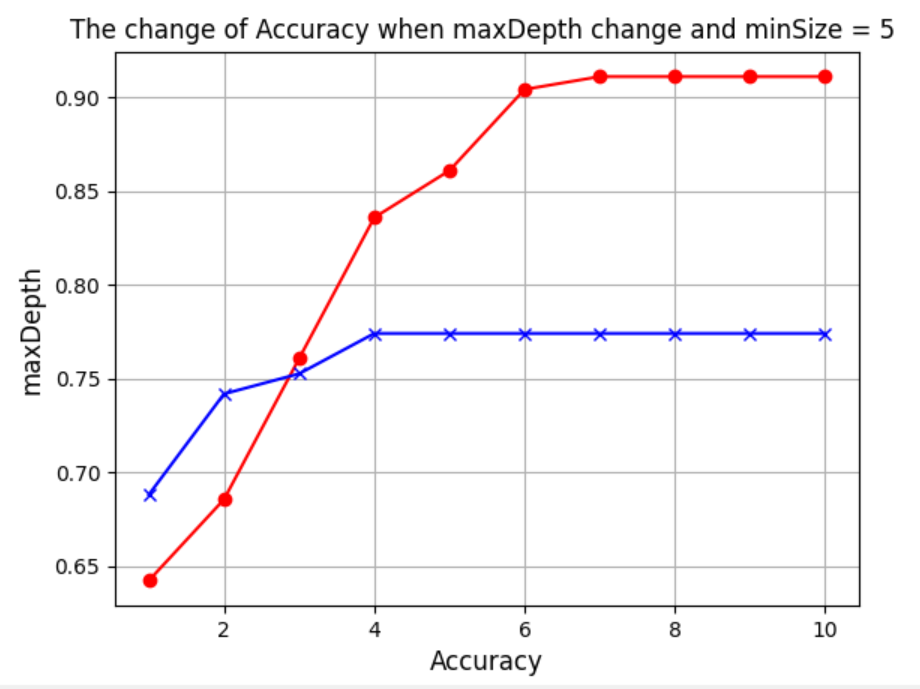 The change of Accuracy when maxDepth change and minSize = 5
maxDepth
0.90
0.85
0.80
0.75
0.70
0.65
2 4 6 8 10
Accuracy